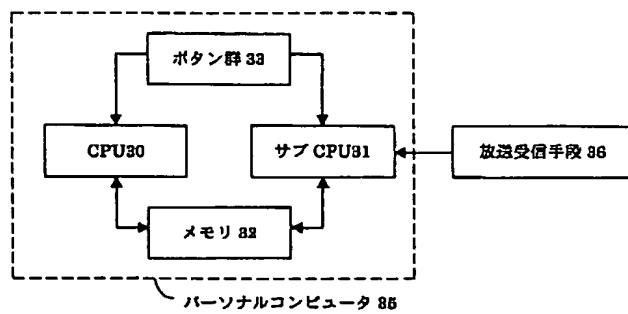 ボタン群 33
CPU30
サブ CPU31
放送受信手段 36
メモリ 32
パーソナルコンピュータ 35